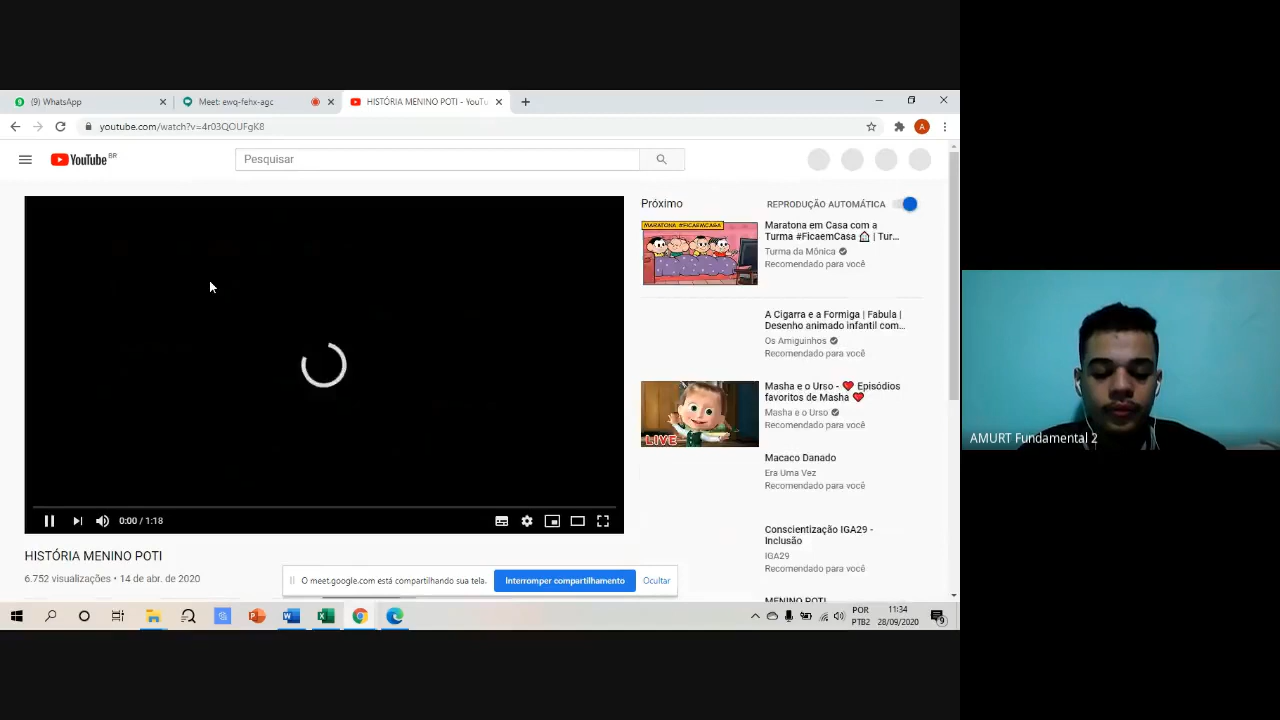 (9) WhatsApp
Meet: ewq-fehx-agc
HISTÓRIA MENINO POTI - YouTu
youtube.com/watch?v=4r03QOUFgK8
A
YouTube BR
Pesquisar
Próximo
REPRODUÇÃO AUTOMÁTICA
MARATONA #FICAEMCASA
Maratona em Casa com a
Turma #FicaemCasa | Tur...
Turma da Mônica
Recomendado para você
A Cigarra e a Formiga | Fabula |
Desenho animado infantil com...
Os Amiguinhos
Recomendado para você
LIVE
Masha e o Urso - ❤ Episódios
favoritos de Masha ❤
Masha e o Urso
Recomendado para você
Macaco Danado
Era Uma Vez
Recomendado para você
Conscientização IGA29 -
Inclusão
IGA29
Recomendado para você
MENINO POTI
0:00 / 1:18
HISTÓRIA MENINO POTI
6.752 visualizações • 14 de abr. de 2020
O meet.google.com está compartilhando sua tela.
Interromper compartilhamento
Ocultar
POR
PTB2
11:34
28/09/2020
9
AMURT Fundamental 2